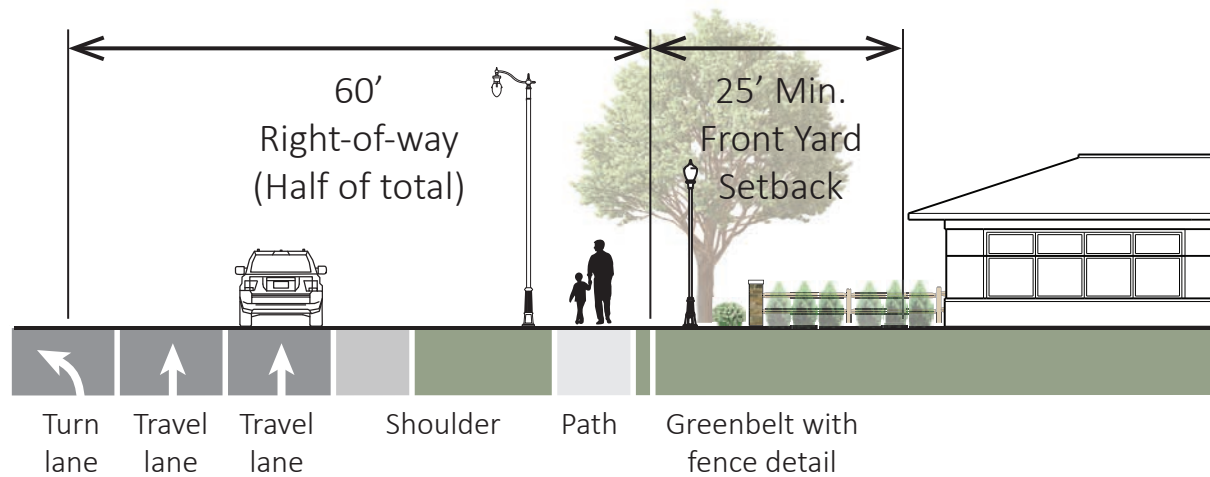 60’
Right-of-way
(Half of total)
25’ Min.
Front Yard
Setback
Turn
lane
Travel
lane
Travel
lane
Shoulder
Path
Greenbelt with
fence detail